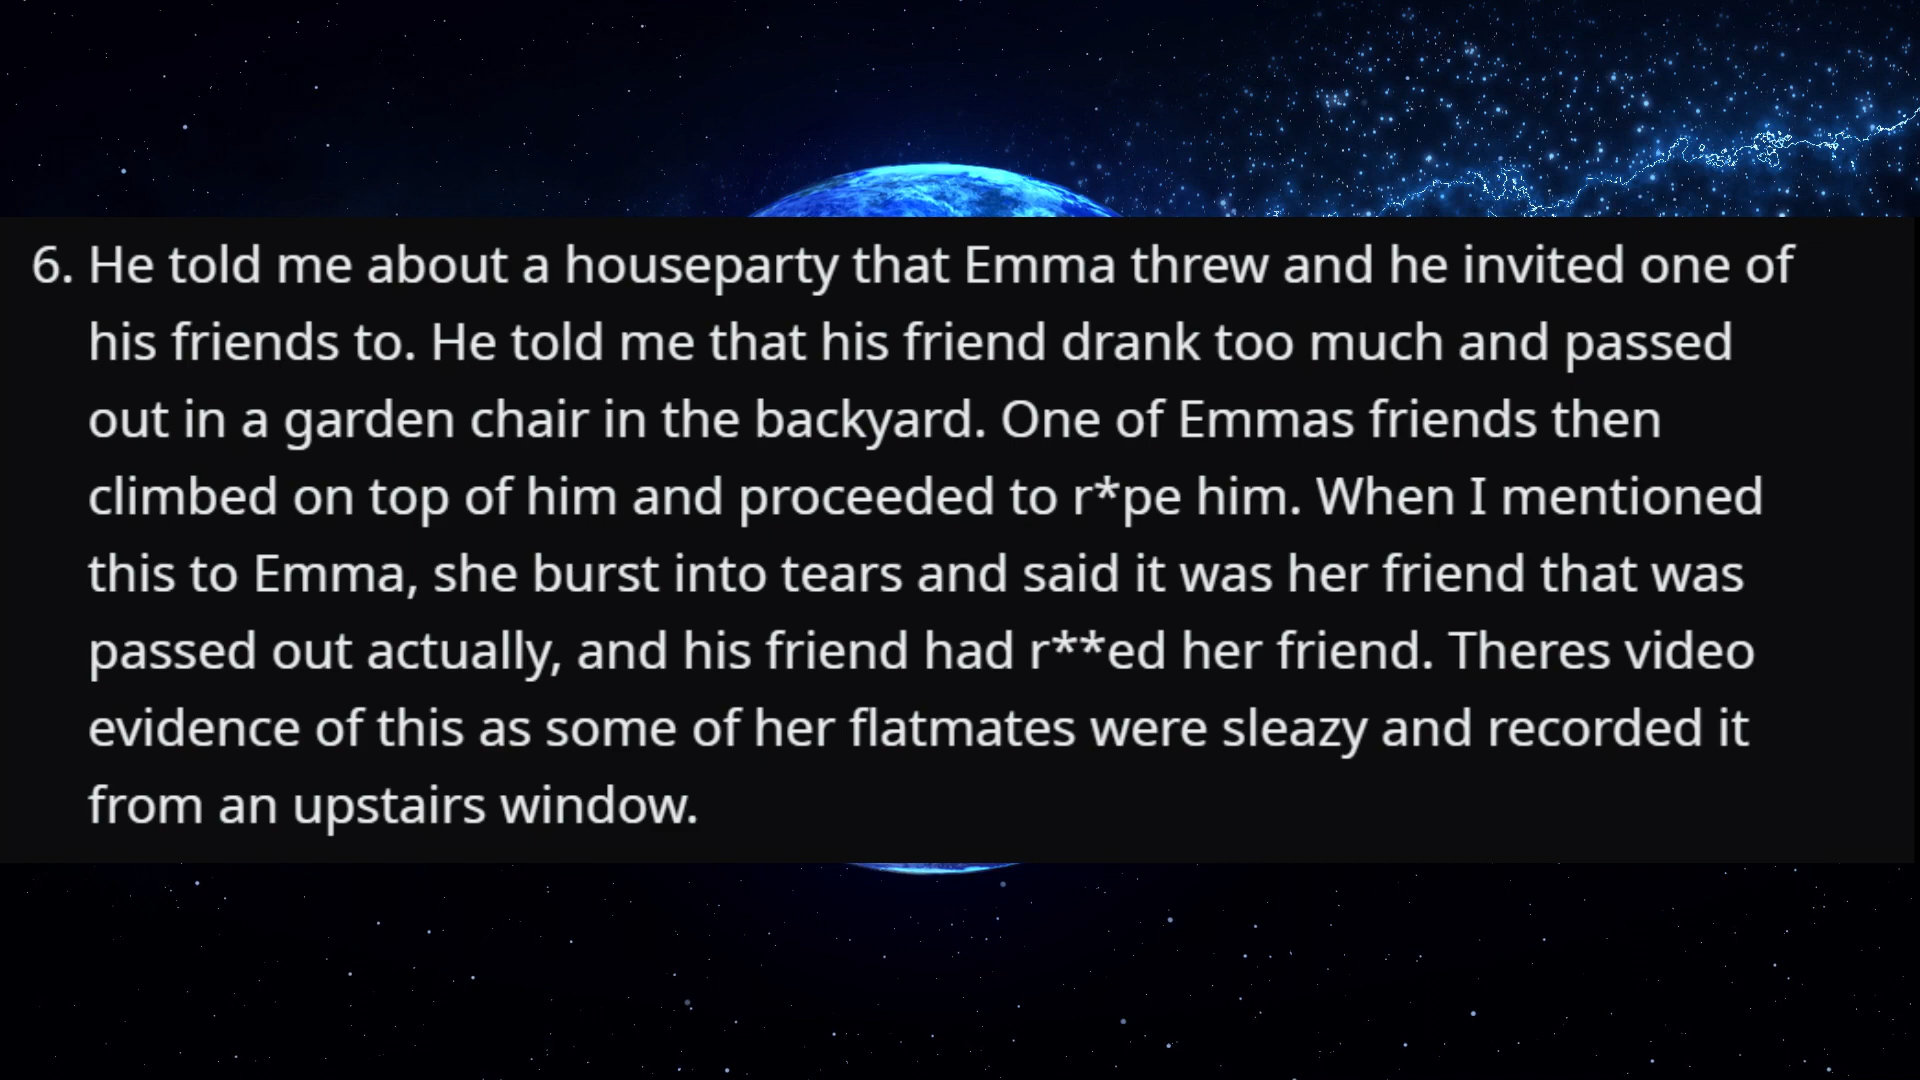 6. He told me about a houseparty that Emma threw and he invited one of
his friends to. He told me that his friend drank too much and passed
out in a garden chair in the backyard. One of Emmas friends then
climbed on top of him and proceeded to r*pe him. When I mentioned
this to Emma, she burst into tears and said it was her friend that was
passed out actually, and his friend had r**ed her friend. Theres video
evidence of this as some of her flatmates were sleazy and recorded it
from an upstairs window.